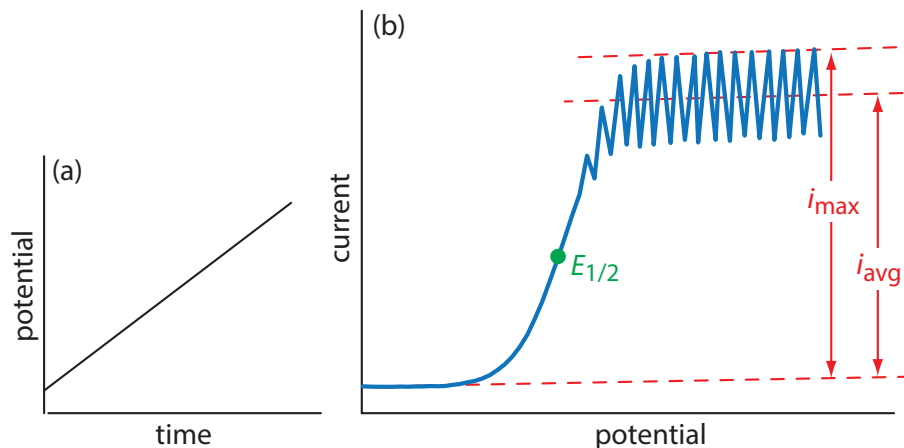 (a)
potential
time
(b)
current
E1/2
imax
iavg
potential